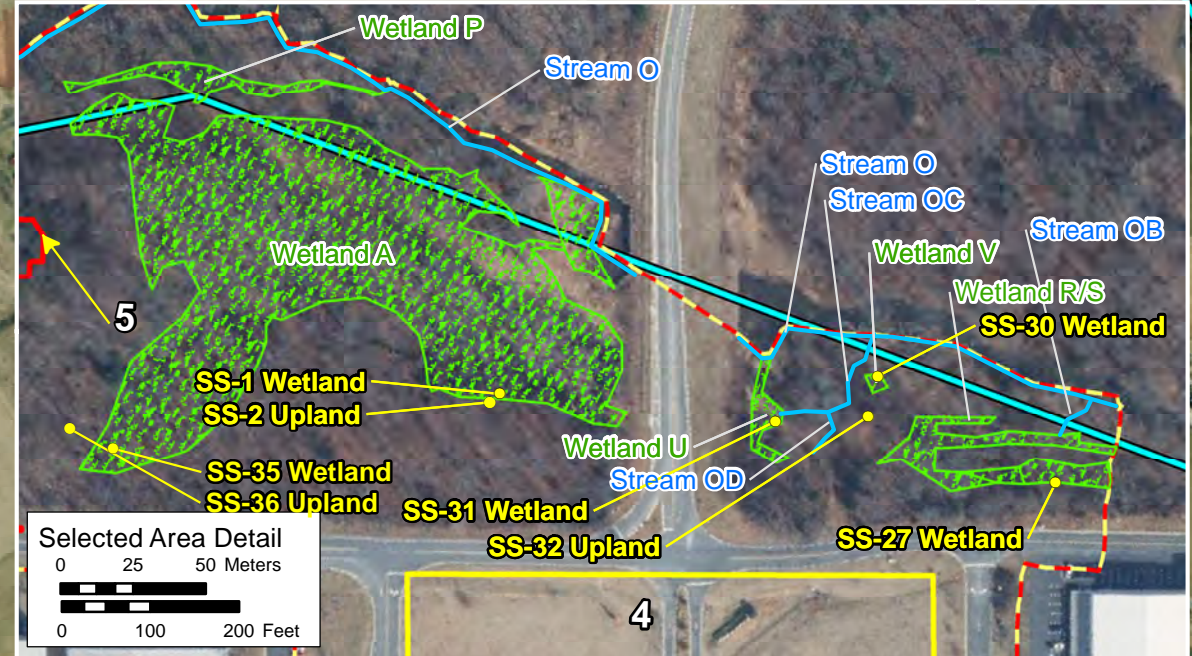 Wetland P
Stream O
Stream O
Stream OC
Stream OB
Wetland A
Wetland V
Wetland R/S
5
SS-30 Wetland
SS-1 Wetland
SS-2 Upland
Wetland U
Stream OD
SS-35 Wetland
SS-36 Upland
SS-31 Wetland
SS-32 Upland
SS-27 Wetland
Selected Area Detail
0 25 50 Meters
0 100 200 Feet
4